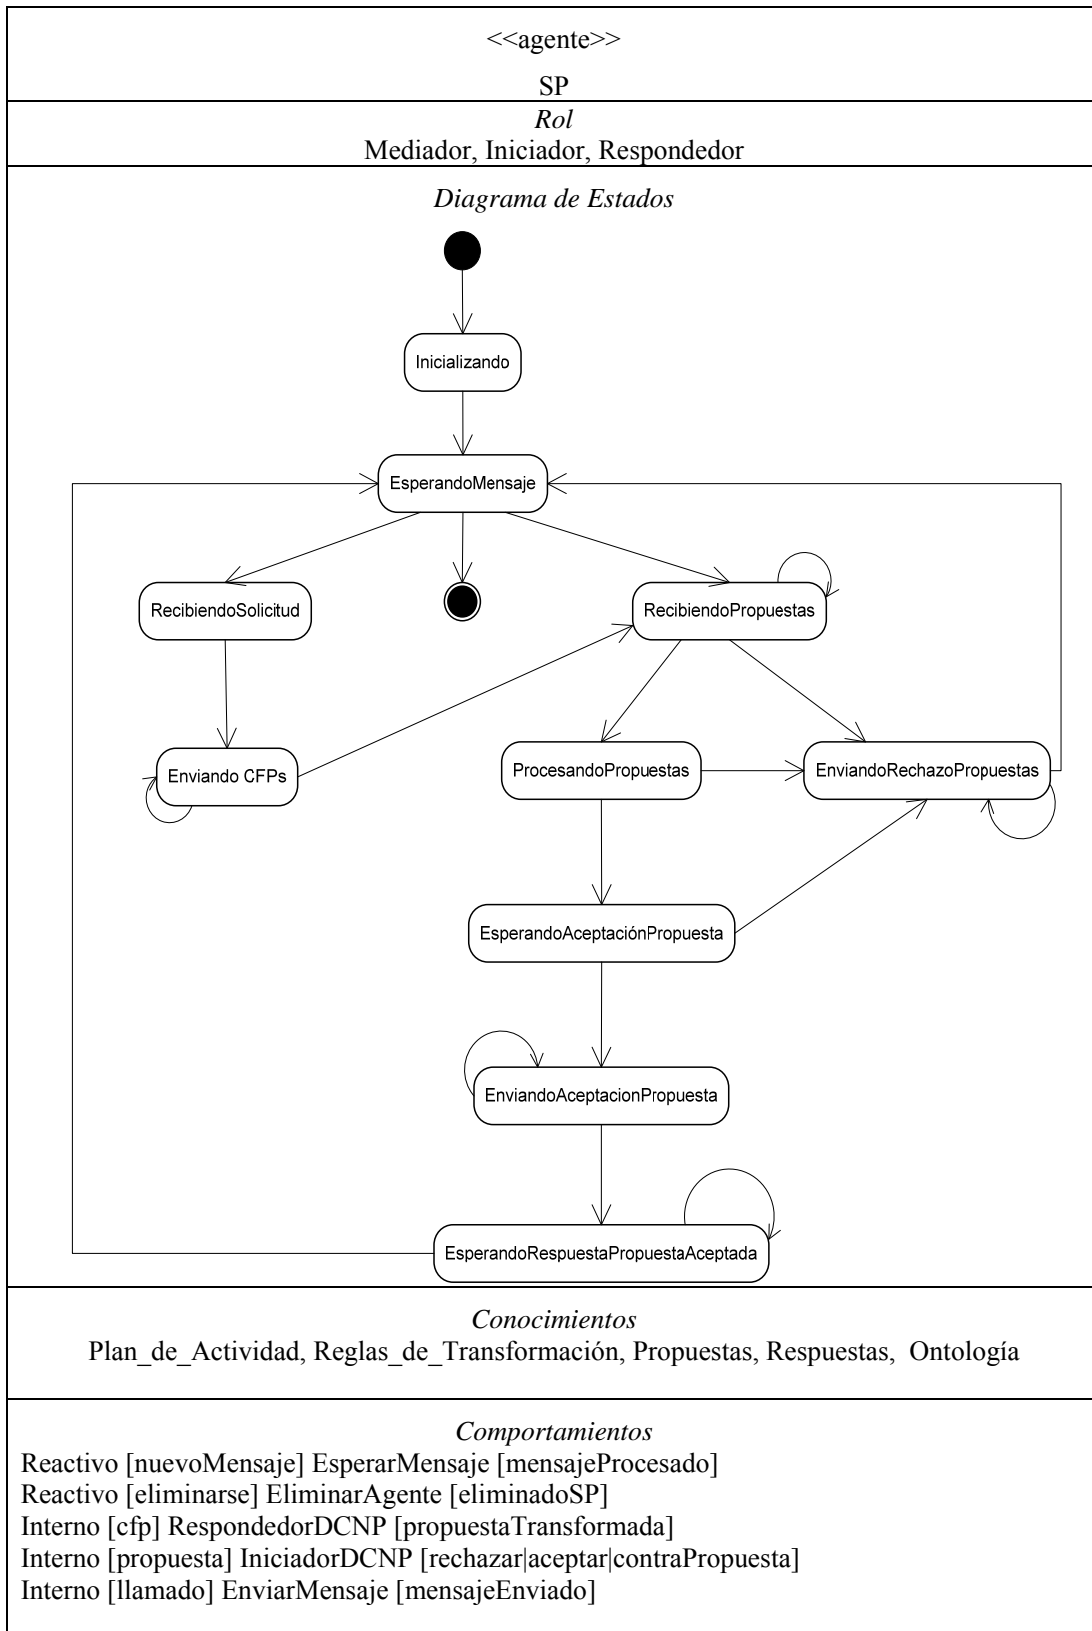 <<agente>>
SP
Rol
Mediador, Iniciador, Respondedor
Diagrama de Estados
Inicializando
EsperandoMensaje
RecibiendoSolicitud
RecibiendoPropuestas
Enviando CFPs
ProcesandoPropuestas
EnviandoRechazoPropuestas
EsperandoAceptaciónPropuesta
EnviandoAceptacionPropuesta
EsperandoRespuestaPropuestaAceptada
Conocimientos
Plan_de_Actividad, Reglas_de_Transformación, Propuestas, Respuestas, Ontología
Comportamientos
Reactivo [nuevoMensaje] EsperarMensaje [mensajeProcesado]
Reactivo [eliminarse] EliminarAgente [eliminadoSP]
Interno [cfp] RespondedorDCNP [propuestaTransformada]
Interno [propuesta] IniciadorDCNP [rechazar|aceptar|contraPropuesta]
Interno [llamado] EnviarMensaje [mensajeEnviado]